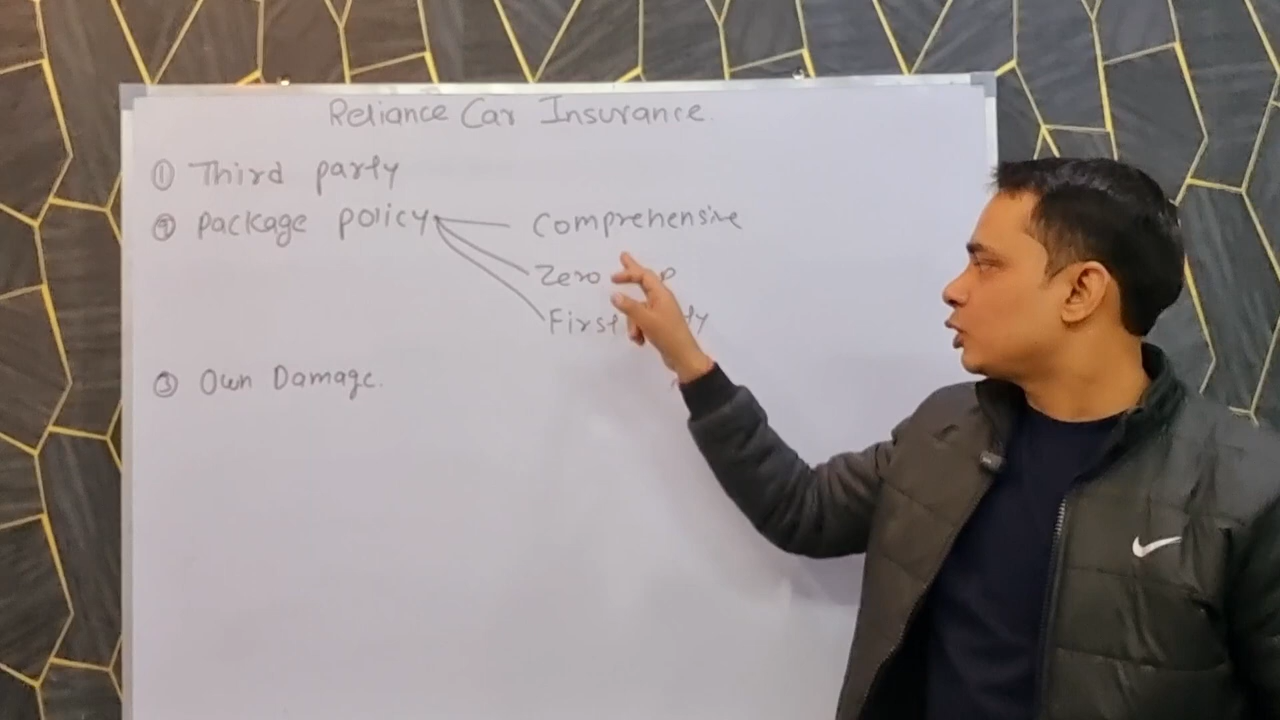 Reliance Car Insurance.
① Third party
② Package policy Comprehensive
Zero
First
③ Own Damage.